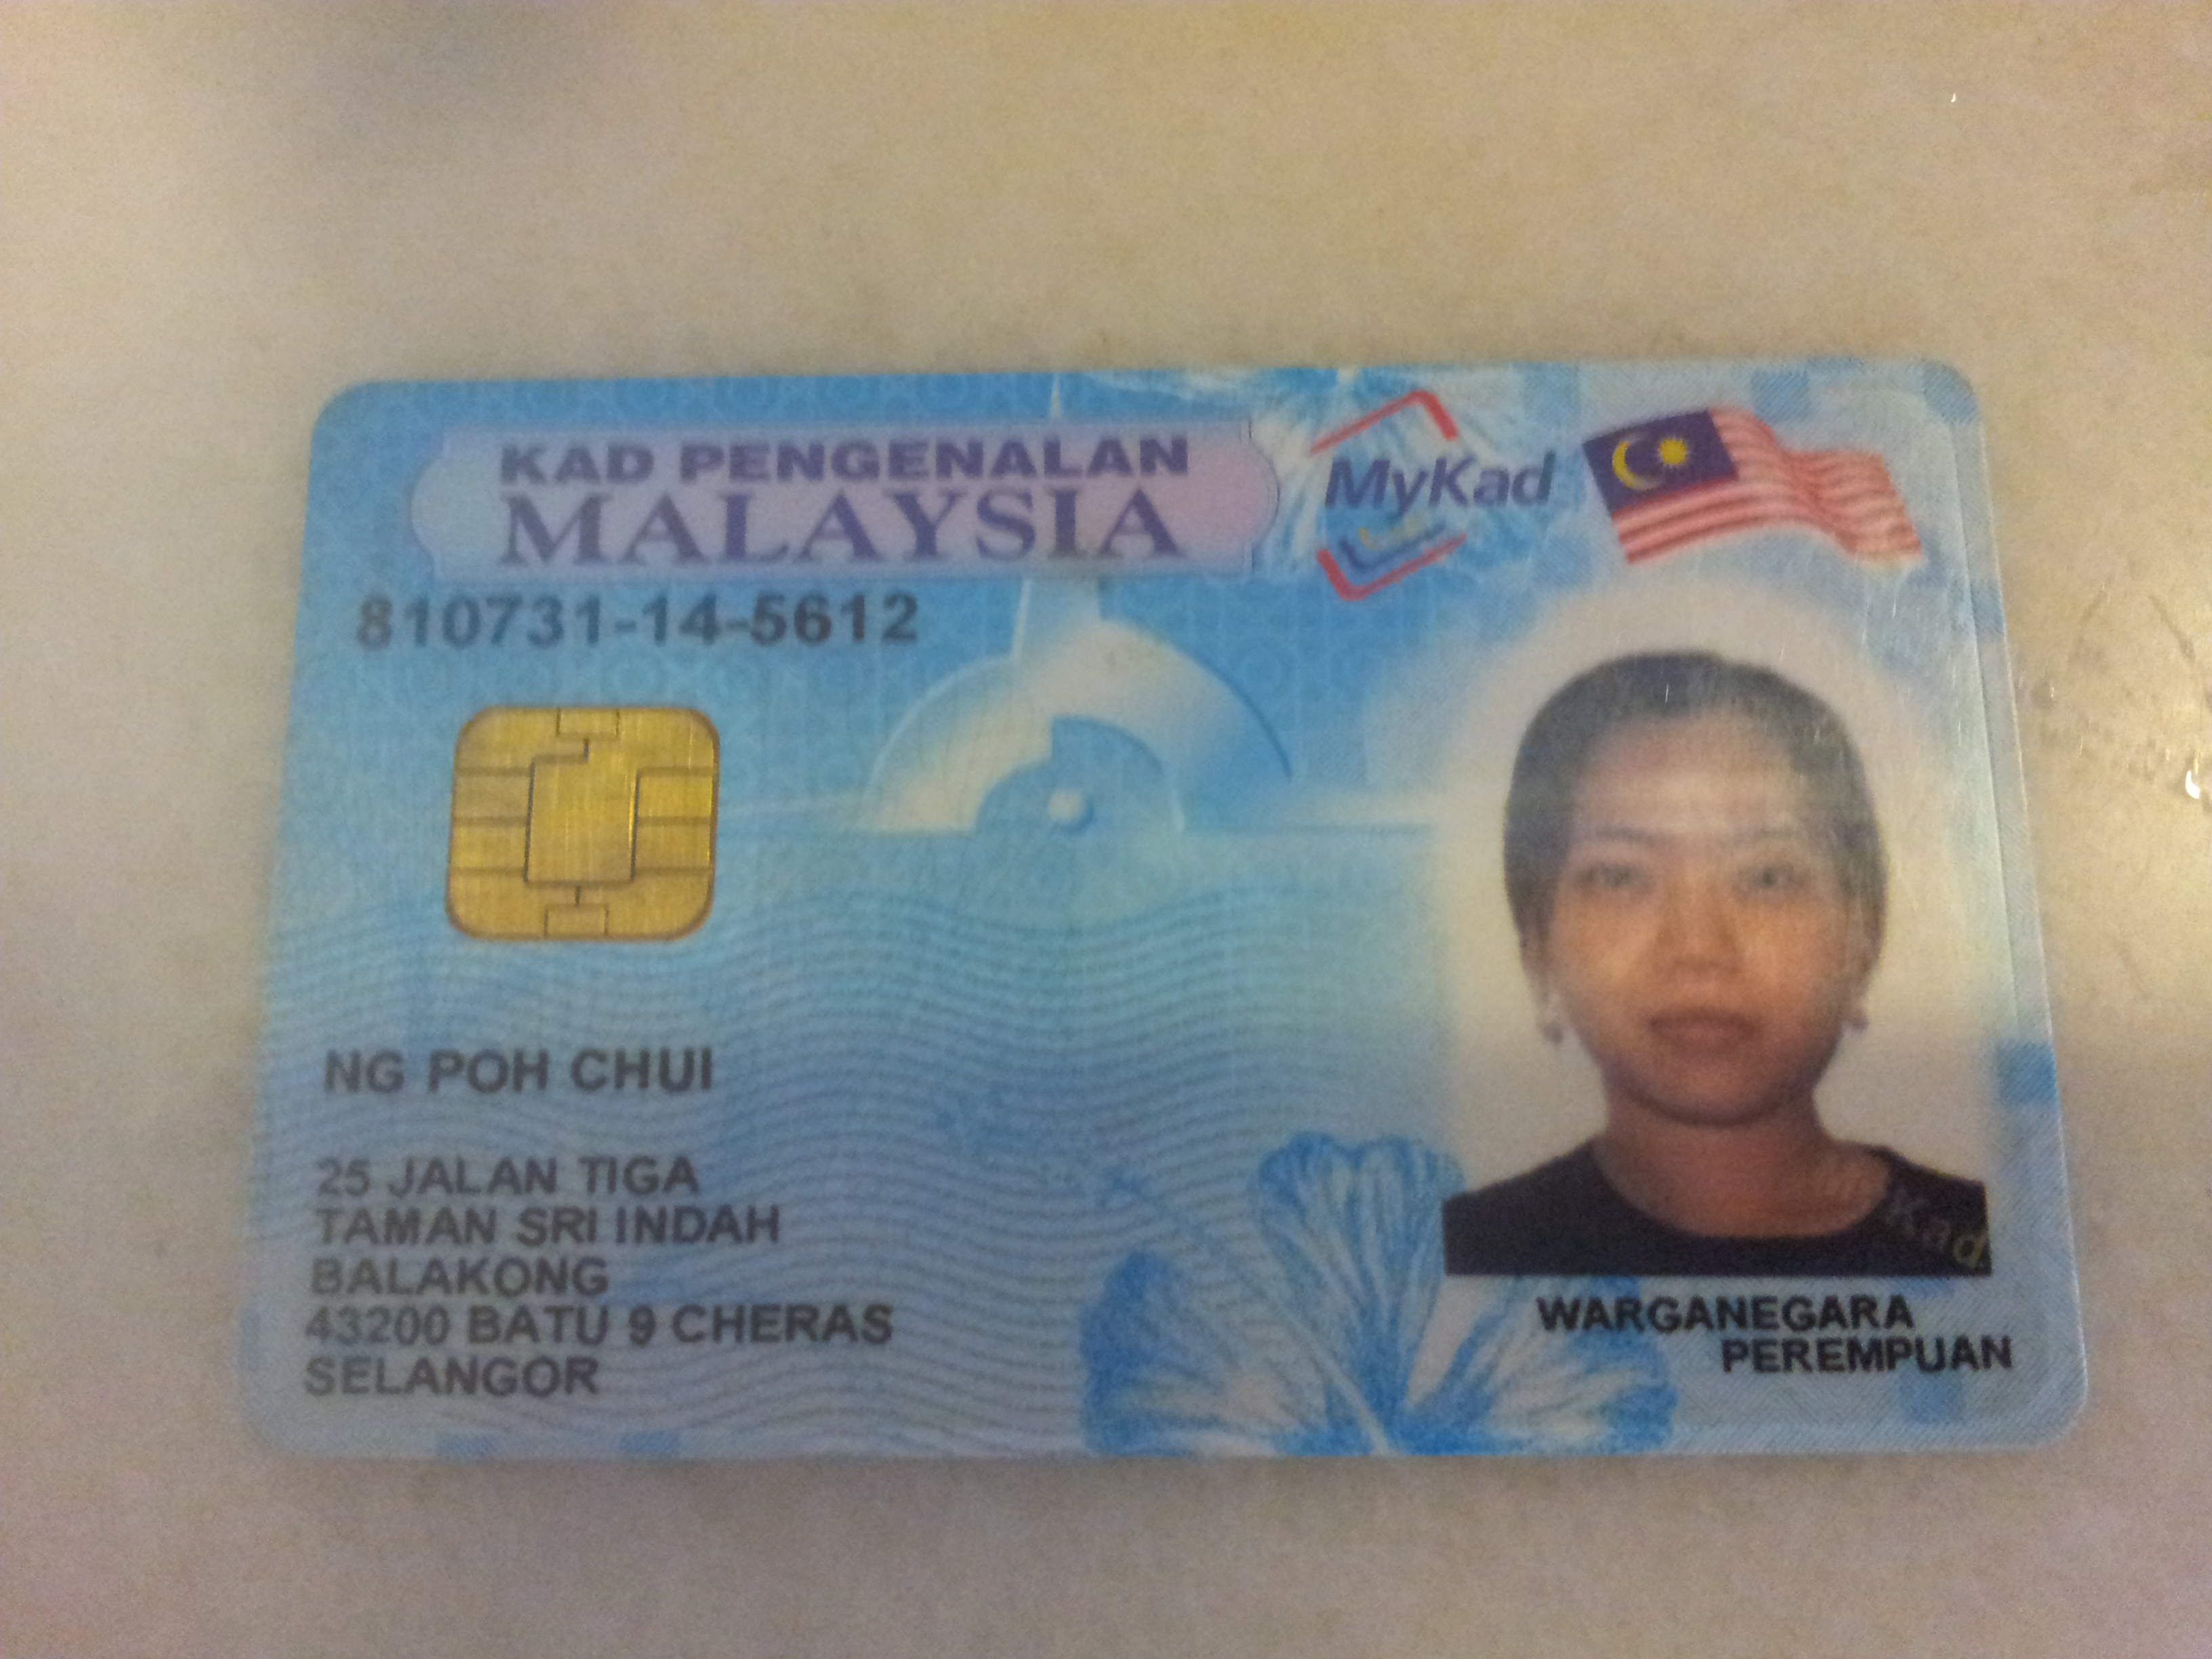 KAD PENGENALAN
MALAYSIA
MyKad
810731-14-5612
NG POH CHUI
25 JALAN TIGA
TAMAN SRI INDAH
BALAKONG
43200 BATU 9 CHERAS
SELANGOR
Kad
WARGANEGARA
PEREMPUAN